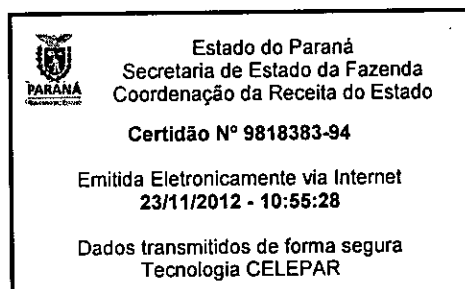 PARANÁ
Estado do Paraná
Secretaria de Estado da Fazenda
Coordenação da Receita do Estado
Certidão Nº 9818383-94
Emitida Eletronicamente via Internet
23/11/2012 - 10:55:28
Dados transmitidos de forma segura
Tecnologia CELEPAR